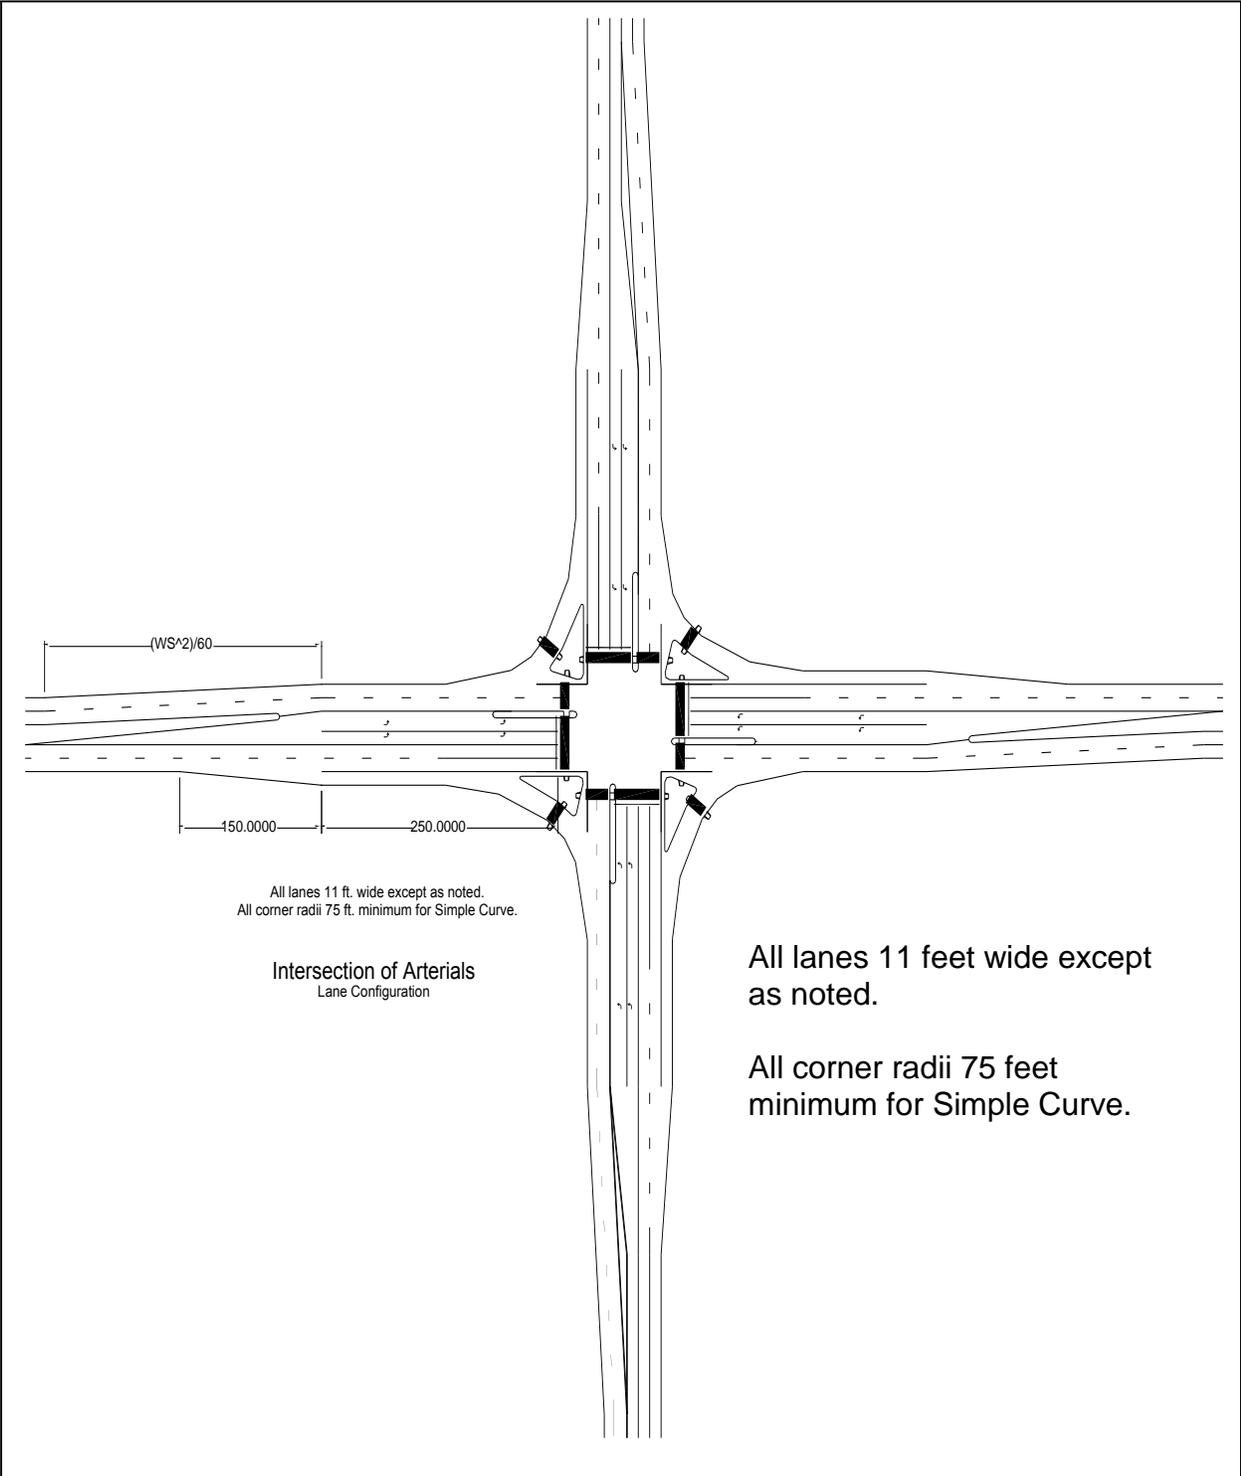 (WS^2)/60
150.0000
250.0000
All lanes 11 ft. wide except as noted.
All corner radii 75 ft. minimum for Simple Curve.
Intersection of Arterials
Lane Configuration
All lanes 11 feet wide except
as noted.
All corner radii 75 feet
minimum for Simple Curve.